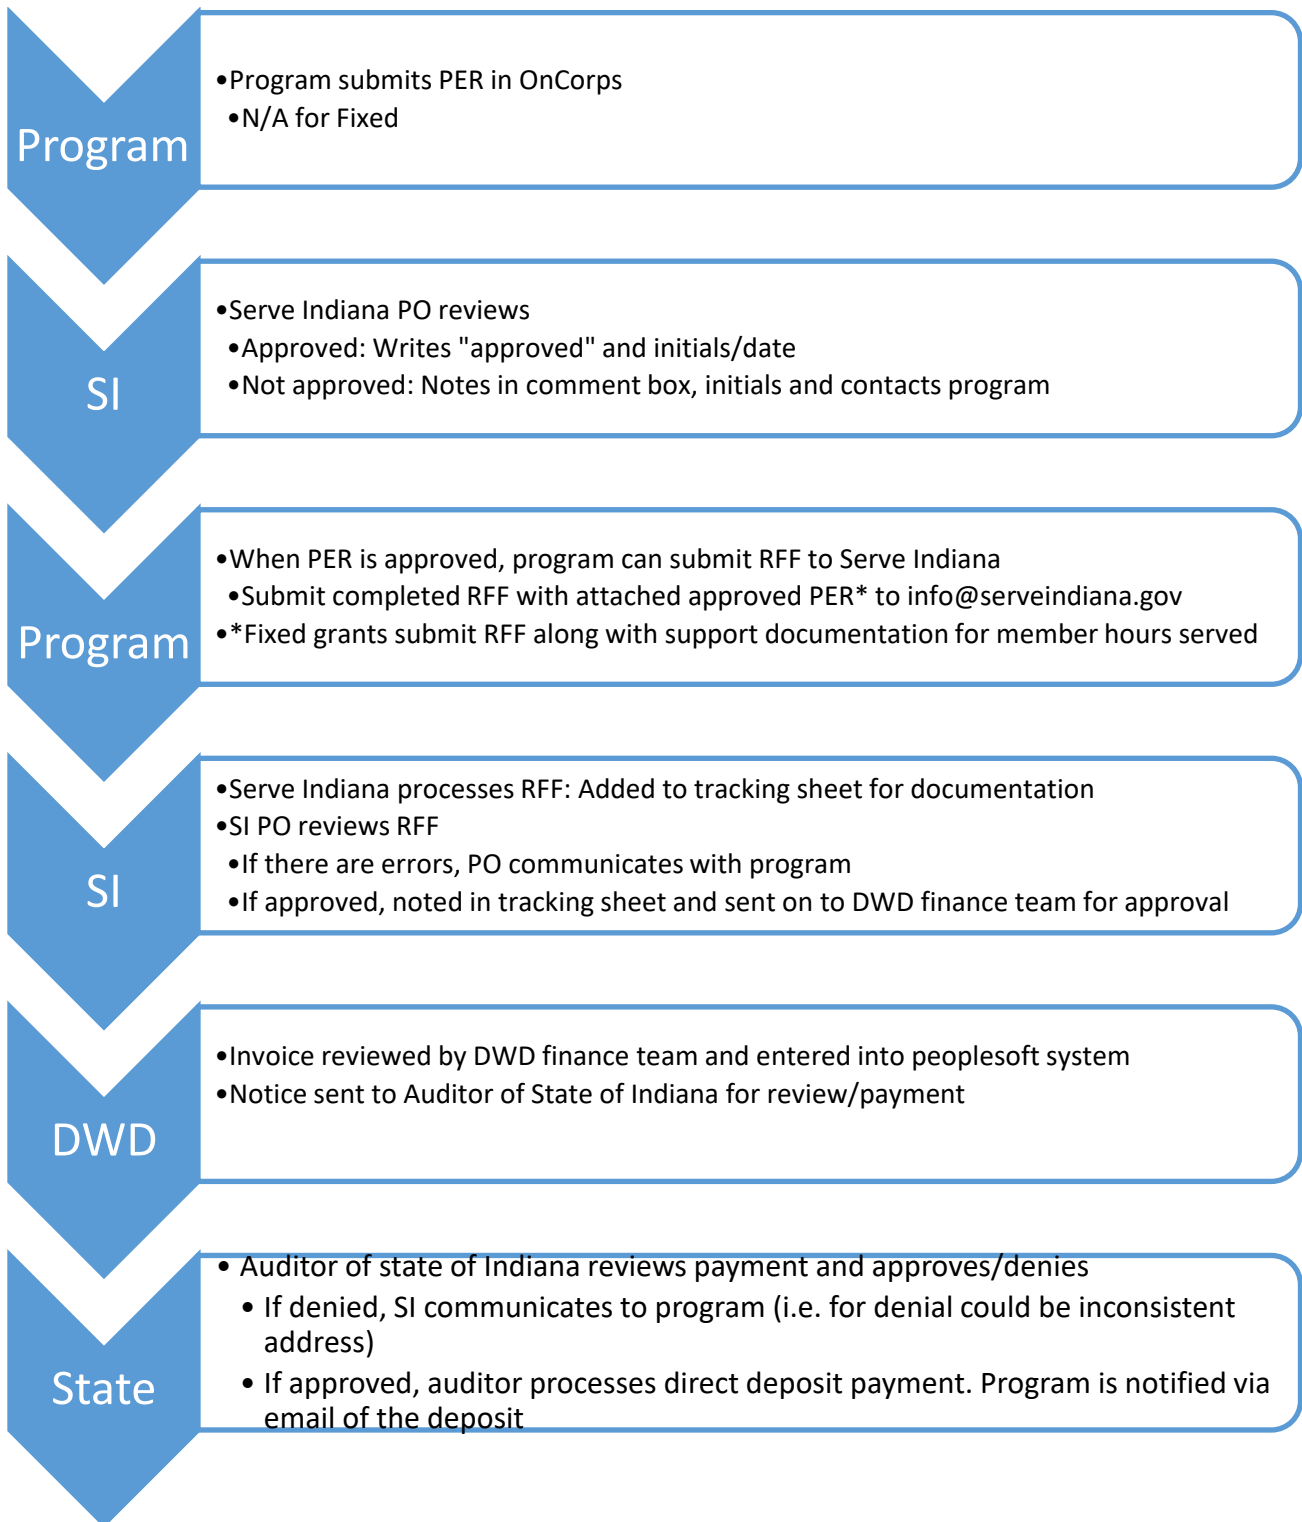 Program
•Program submits PER in OnCorps
•N/A for Fixed
SI
•Serve Indiana PO reviews
•Approved: Writes "approved" and initials/date
•Not approved: Notes in comment box, initials and contacts program
Program
•When PER is approved, program can submit RFF to Serve Indiana
•Submit completed RFF with attached approved PER* to info@serveindiana.gov
•*Fixed grants submit RFF along with support documentation for member hours served
SI
•Serve Indiana processes RFF: Added to tracking sheet for documentation
•SI PO reviews RFF
•If there are errors, PO communicates with program
•If approved, noted in tracking sheet and sent on to DWD finance team for approval
DWD
•Invoice reviewed by DWD finance team and entered into peoplesoft system
•Notice sent to Auditor of State of Indiana for review/payment
State
• Auditor of state of Indiana reviews payment and approves/denies
• If denied, SI communicates to program (i.e. for denial could be inconsistent
address)
• If approved, auditor processes direct deposit payment. Program is notified via
email of the deposit